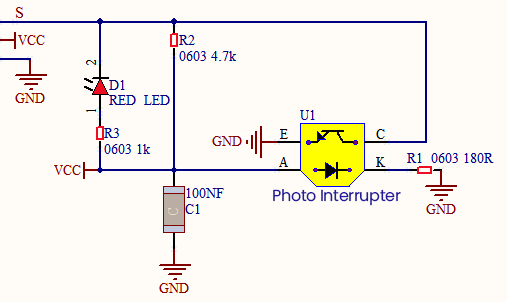 S
VCC
R2
0603 4.7k
2
D1
RED LED
GND
1
R3
0603 1k
VCC
U1
GND
E
C
A
K
R1 0603 180R
Photo Interrupter
100NF
C
C1
GND
GND